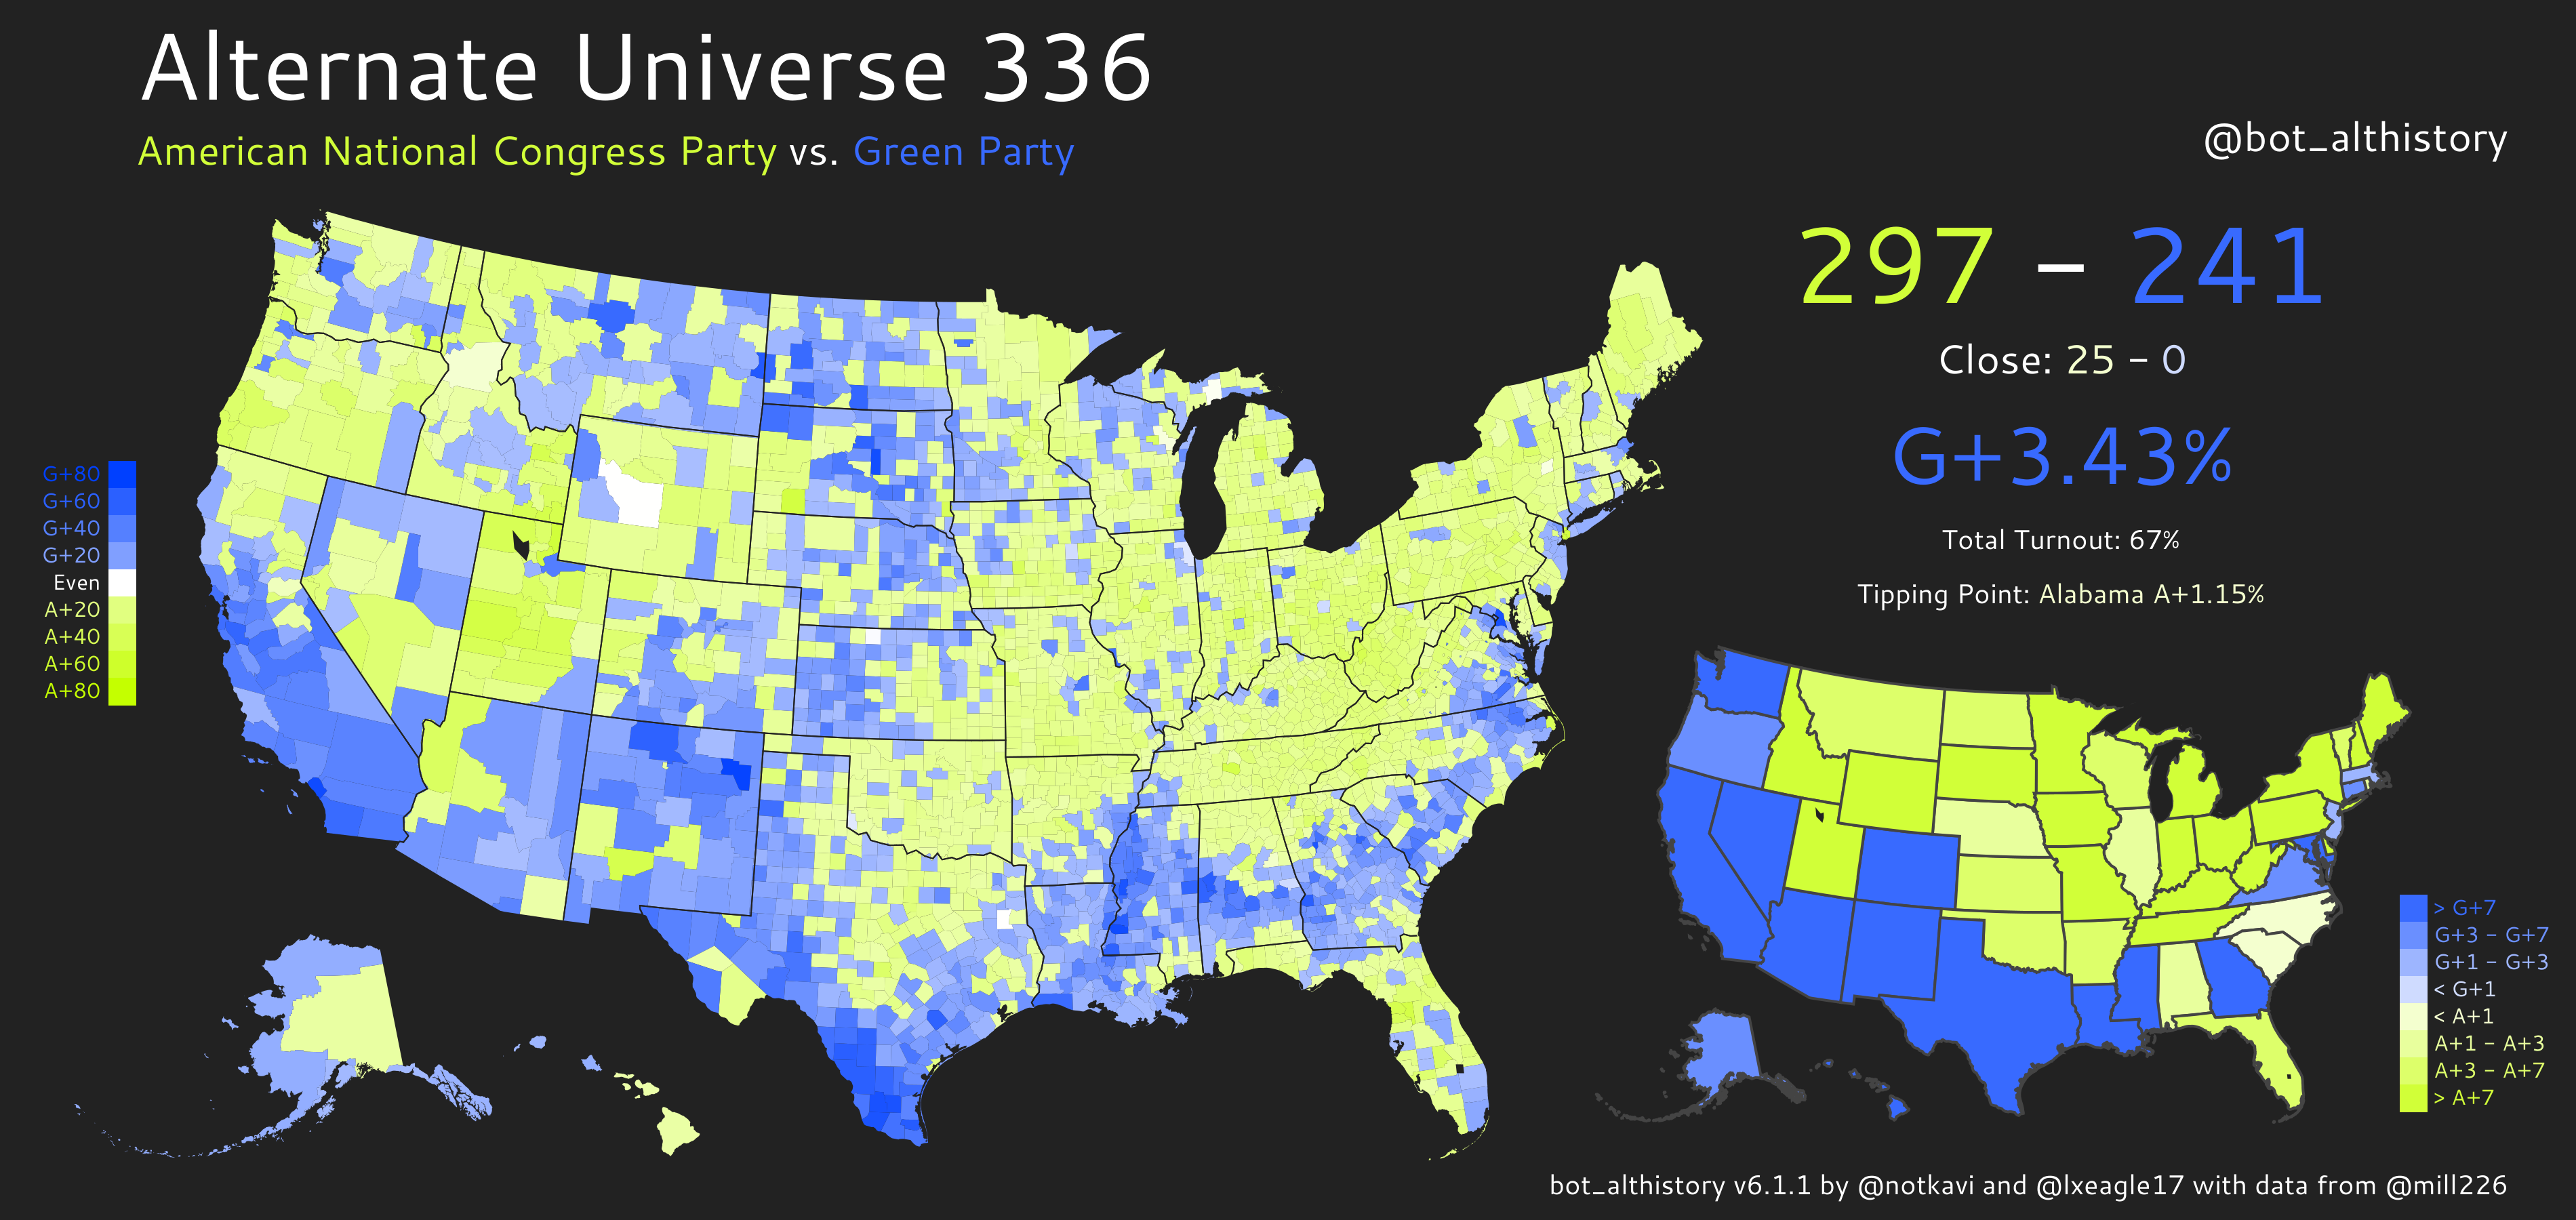 Alternate Universe 336
American National Congress Party vs. Green Party
@bot_althistory
297 – 241
Close: 25 – 0
G+3.43%
Total Turnout: 67%
Tipping Point: Alabama A+1.15%
G+80
G+60
G+40
G+20
Even
A+20
A+40
A+60
A+80
> G+7
G+3 – G+7
G+1 – G+3
< G+1
< A+1
A+1 – A+3
A+3 – A+7
> A+7
bot_althistory v6.1.1 by @notkavi and @lxeagle17 with data from @mill226